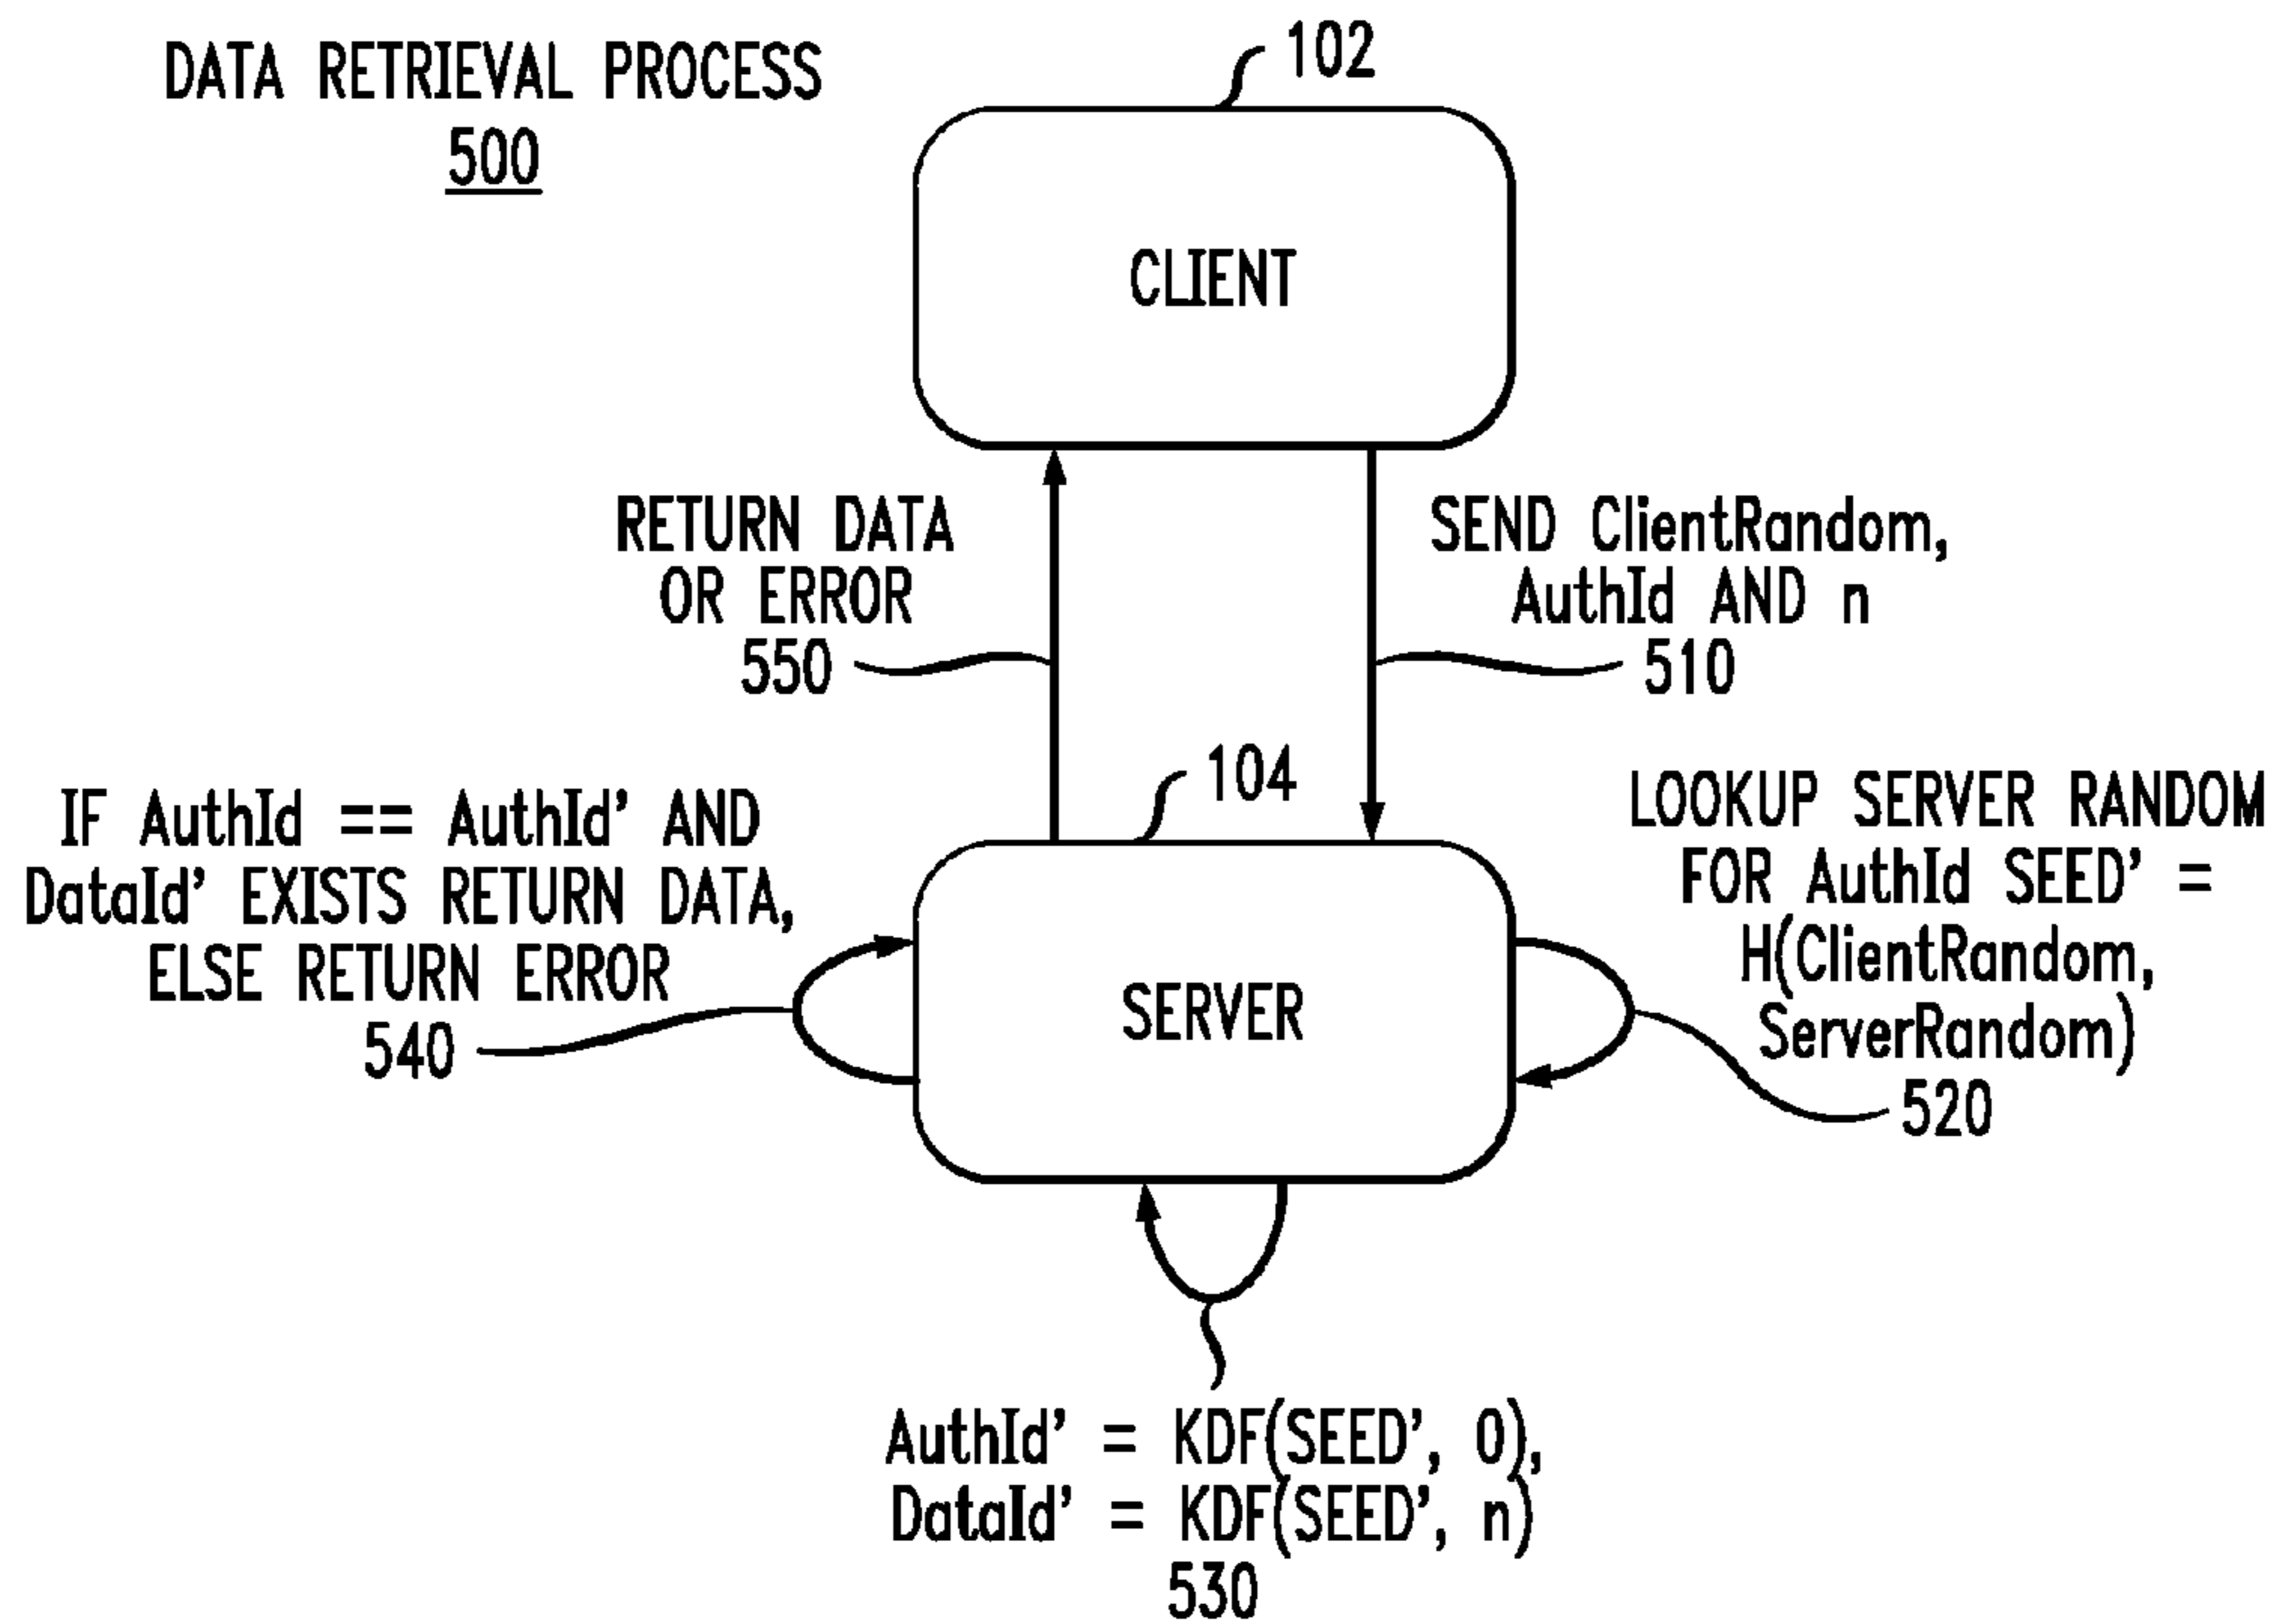 DATA RETRIEVAL PROCESS
500
102
CLIENT
RETURN DATA
OR ERROR
550
SEND ClientRandom,
AuthId AND n
510
104
IF AuthId == AuthId' AND
DataId' EXISTS RETURN DATA,
ELSE RETURN ERROR
540
SERVER
LOOKUP SERVER RANDOM
FOR AuthId SEED' =
H(ClientRandom,
ServerRandom)
520
AuthId' = KDF(SEED', 0),
DataId' = KDF(SEED', n)
530